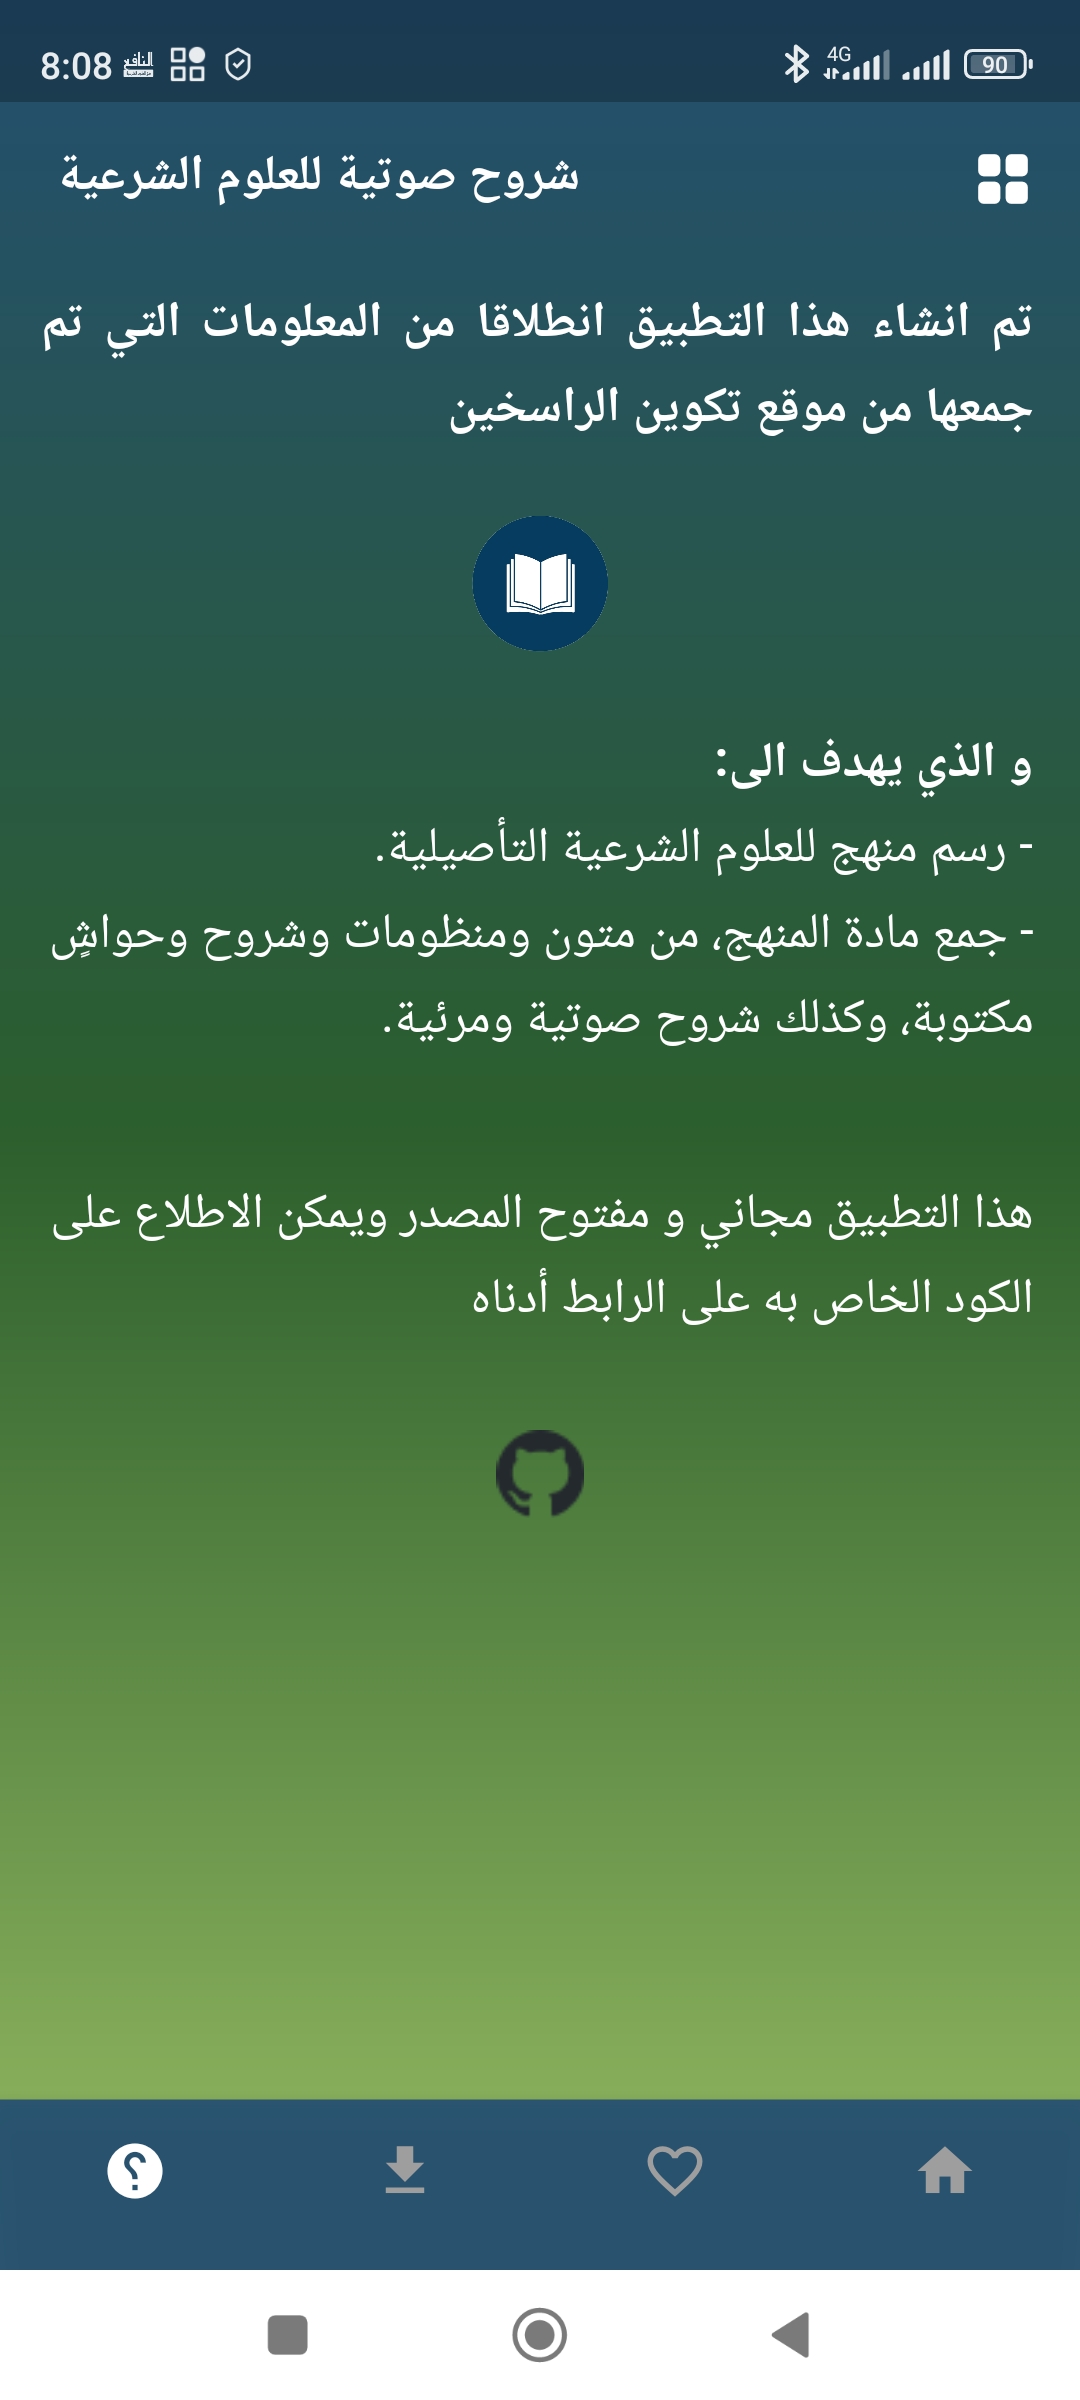 8:08
4G
90
شروح صوتية للعلوم الشرعية
تم انشاء هذا التطبيق انطلاقا من المعلومات التي تم
جمعها من موقع تكوين الراسخين
و الذي يهدف الى:
- رسم منهج للعلوم الشرعية التأصيلية.
- جمع مادة المنهج، من متون ومنظومات وشروح وحواشٍ
مكتوبة، وكذلك شروح صوتية ومرئية.
هذا التطبيق مجاني و مفتوح المصدر ويمكن الاطلاع على
الكود الخاص به على الرابط أدناه